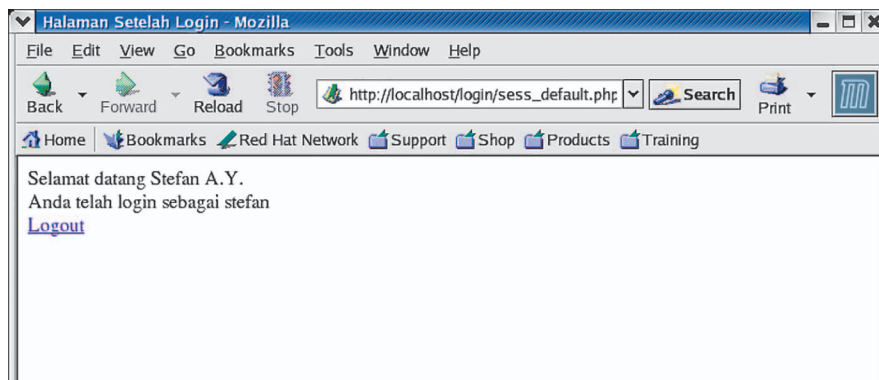 Halaman Setelah Login - Mozilla
File Edit View Go Bookmarks Tools Window Help
Back Forward Reload Stop http://localhost/login/sess_default.php Search Print
Home Bookmarks Red Hat Network Support Shop Products Training
Selamat datang Stefan A.Y.
Anda telah login sebagai stefan
Logout